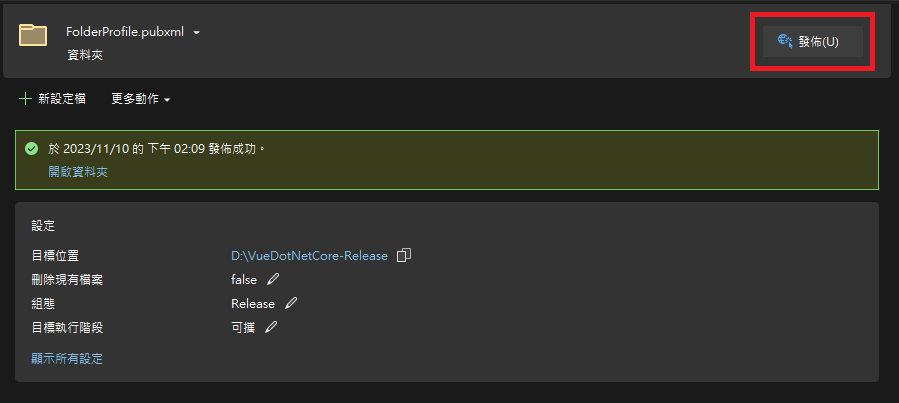 FolderProfile.pubxml
資料夾
發佈(U)
新設定檔 更多動作
於 2023/11/10 的 下午 02:09 發佈成功。
開啟資料夾
設定
目標位置 D:\VueDotNetCore-Release
刪除現有檔案 false
組態 Release
目標執行階段 可攜
顯示所有設定